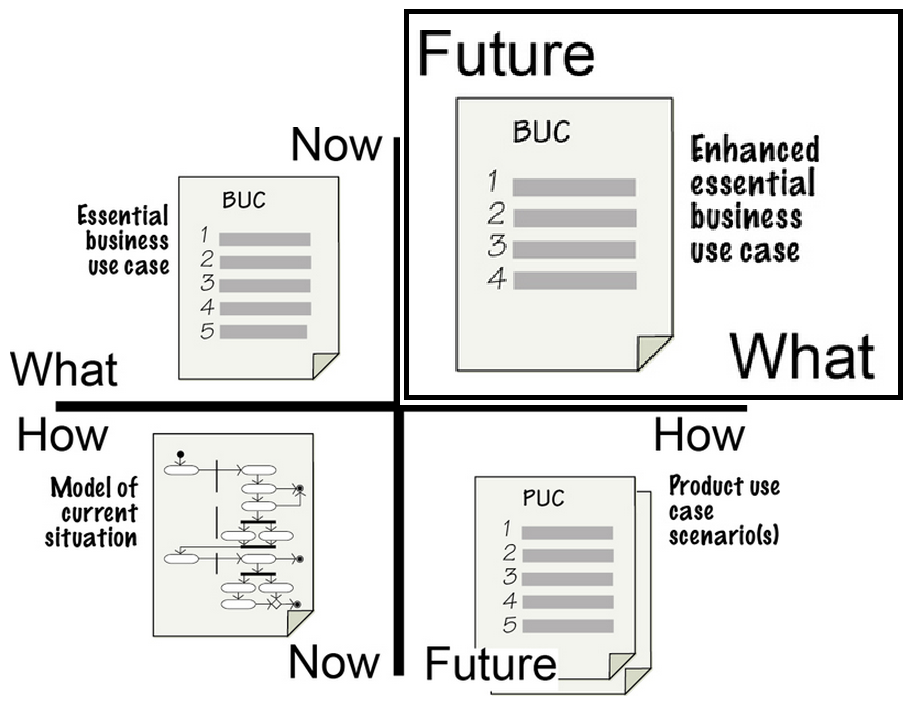 Future
BUC
1
2
3
4
Enhanced
essential
business
use case
What
Now
BUC
1
2
3
4
5
Essential
business
use case
What
How
Model of
current
situation
Now
How
PUC
1
2
3
4
5
Product use
case
scenario(s)
Future